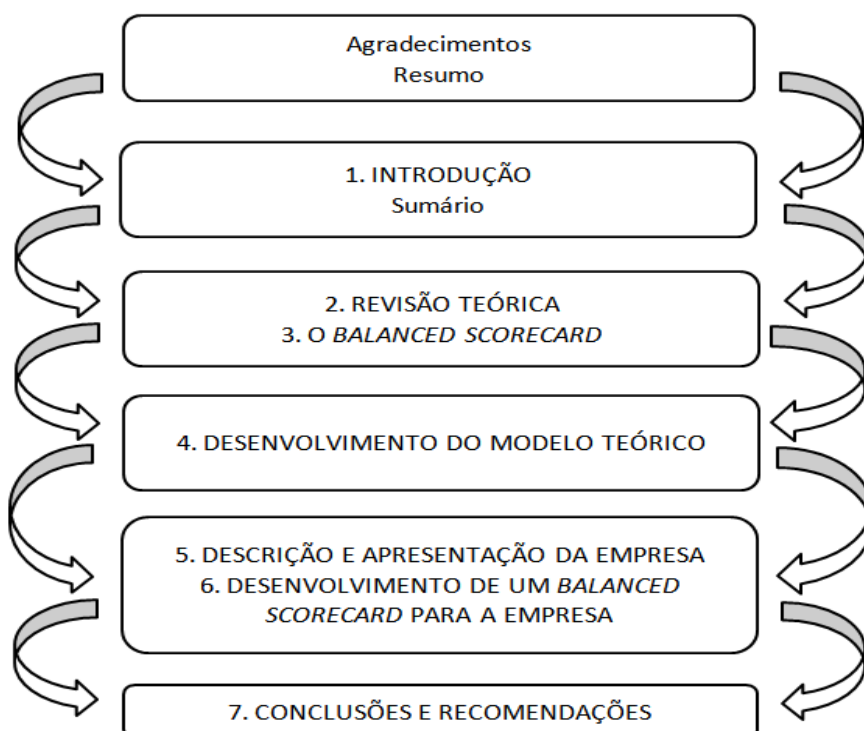 Agradecimentos
Resumo
1. INTRODUÇÃO
Sumário
2. REVISÃO TEÓRICA
3. O BALANCED SCORECARD
4. DESENVOLVIMENTO DO MODELO TEÓRICO
5. DESCRIÇÃO E APRESENTAÇÃO DA EMPRESA
6. DESENVOLVIMENTO DE UM BALANCED
SCORECARD PARA A EMPRESA
7. CONCLUSÕES E RECOMENDAÇÕES